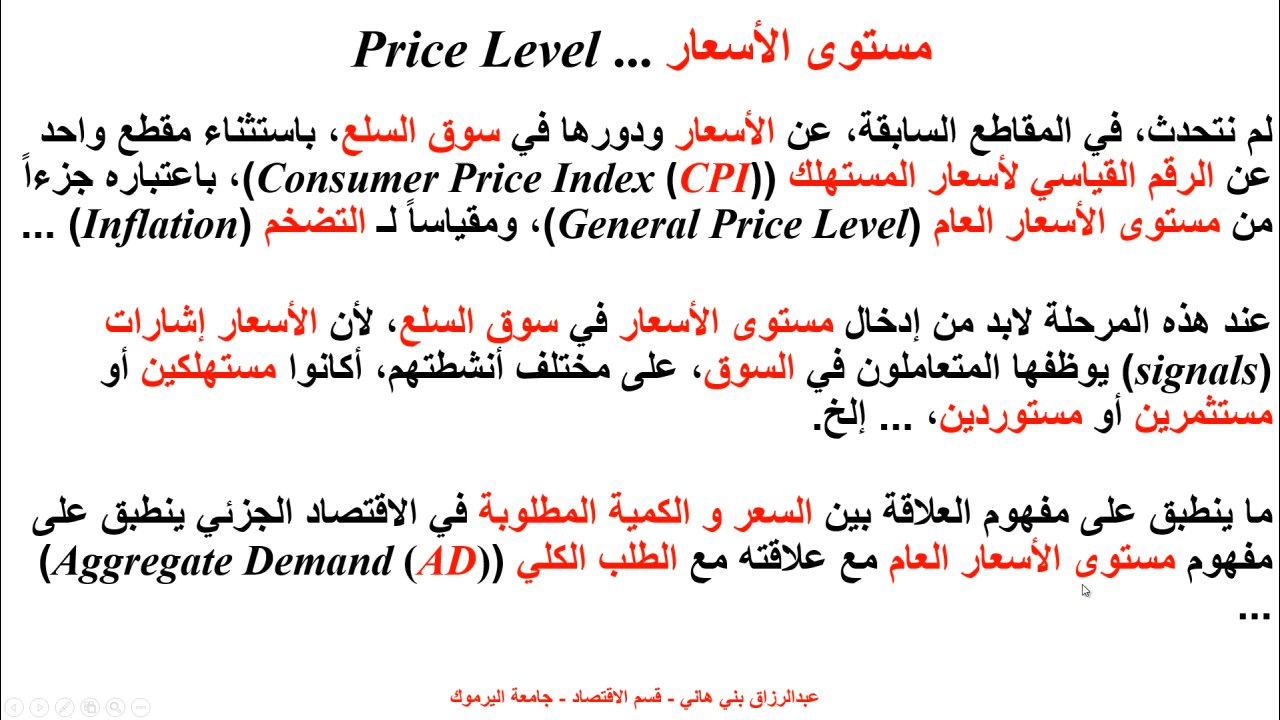 مستوى الأسعار ... Price Level
لم نتحدث، في المقاطع السابقة، عن الأسعار ودورها في سوق السلع، باستثناء مقطع واحد
عن الرقم القياسي لأسعار المستهلك (Consumer Price Index (CPI))، باعتباره جزءاً
من مستوى الأسعار العام (General Price Level)، ومقياساً لـ التضخم (Inflation) ...
عند هذه المرحلة لابد من إدخال مستوى الأسعار في سوق السلع، لأن الأسعار إشارات
(signals) يوظفها المتعاملون في السوق، على مختلف أنشطتهم، أكانوا مستهلكين أو
مستثمرين أو مستوردين، ... إلخ.
ما ينطبق على مفهوم العلاقة بين السعر و الكمية المطلوبة في الاقتصاد الجزئي ينطبق على
مفهوم مستوى الأسعار العام مع علاقته مع الطلب الكلي (Aggregate Demand (AD))
...
عبدالرزاق بني هاني - قسم الاقتصاد - جامعة اليرموك